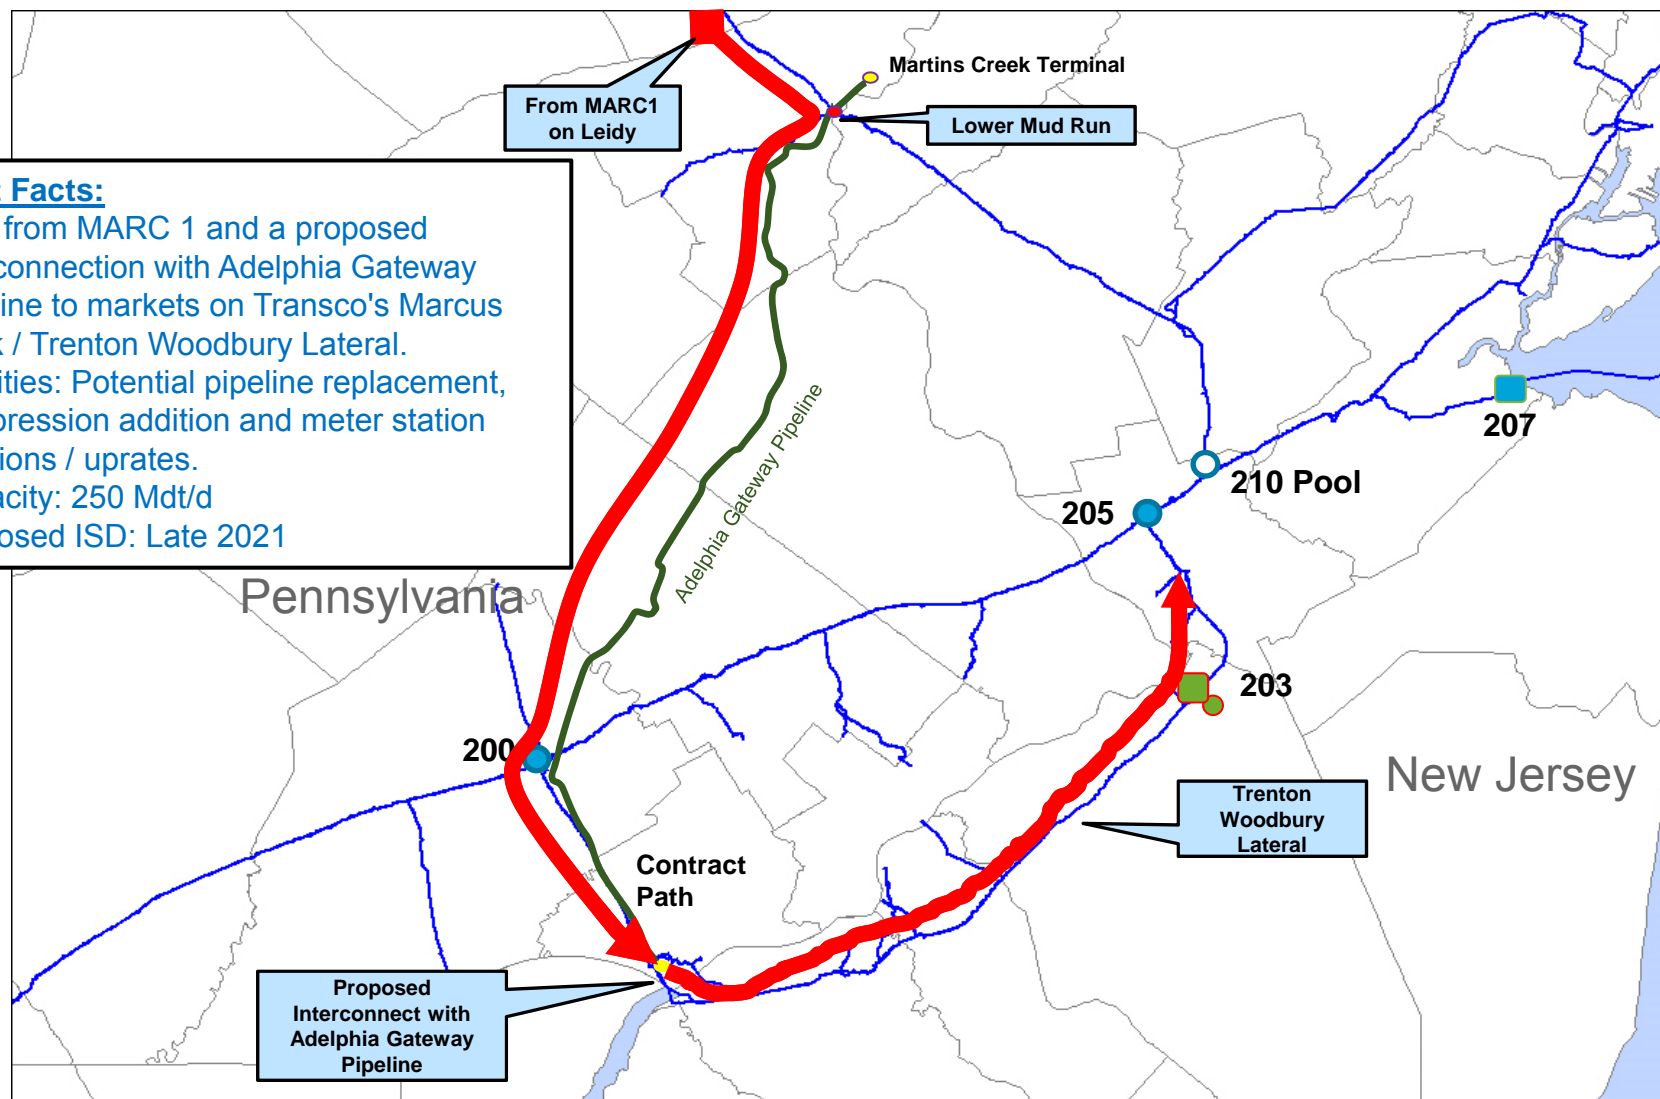 Martins Creek Terminal
From MARC1
on Leidy
Lower Mud Run
: Facts:
from MARC 1 and a proposed
connection with Adelphia Gateway
ine to markets on Transco's Marcus
k / Trenton Woodbury Lateral.
ities: Potential pipeline replacement,
pression addition and meter station
ions / uprates.
acity: 250 Mdt/d
osed ISD: Late 2021
Adelphia Gateway Pipeline
207
210 Pool
205
Pennsylvania
203
200
New Jersey
Trenton
Woodbury
Lateral
Contract
Path
Proposed
Interconnect with
Adelphia Gateway
Pipeline